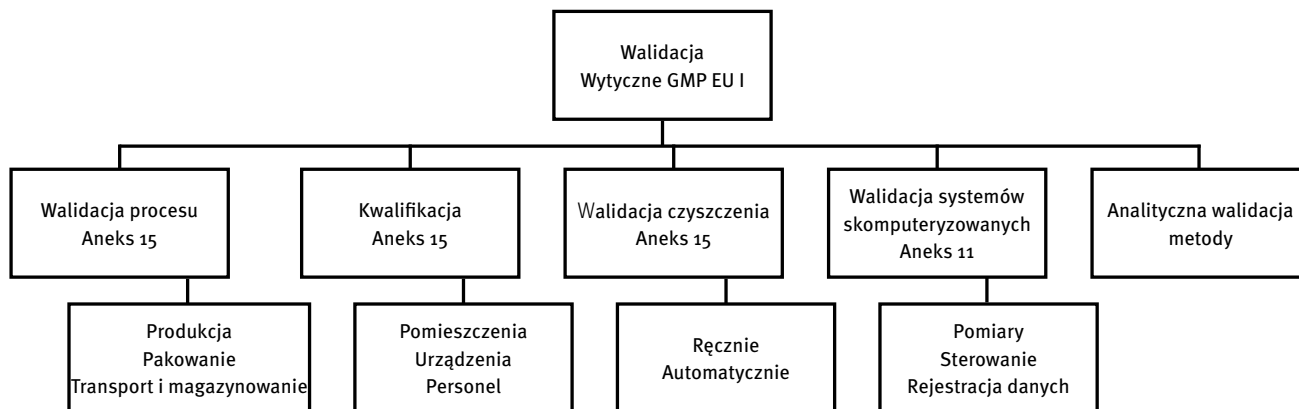 Walidacja
Wytyczne GMP EU I
Walidacja procesu
Aneks 15
Kwalifikacja
Aneks 15
Walidacja czyszczenia
Aneks 15
Walidacja systemów
skomputeryzowanych
Aneks 11
Analityczna walidacja
metody
Produkcja
Pakowanie
Transport i magazynowanie
Pomieszczenia
Urządzenia
Personel
Ręcznie
Automatycznie
Pomiary
Sterowanie
Rejestracja danych